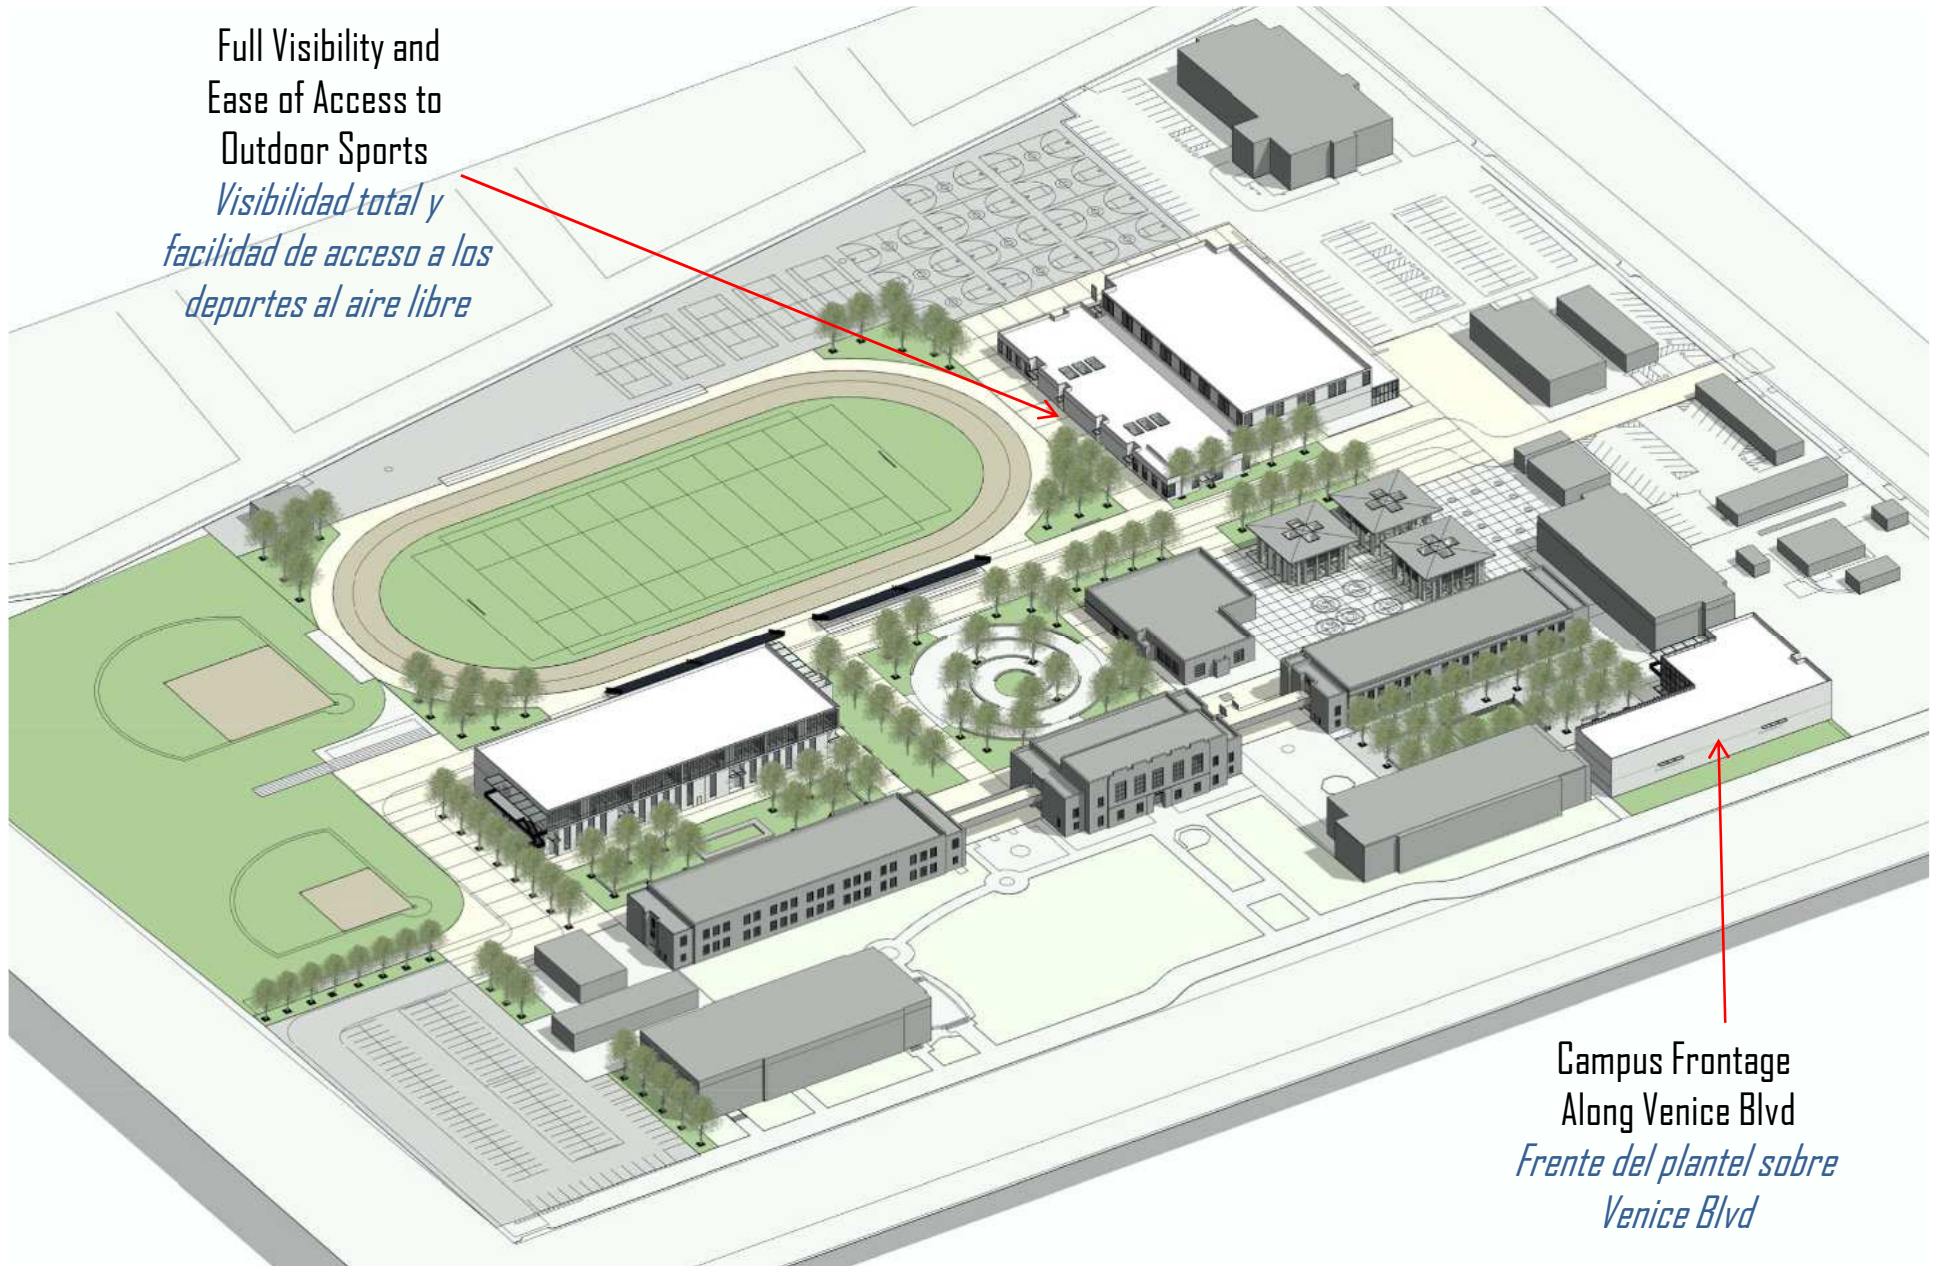 Full Visibility and
Ease of Access to
Outdoor Sports
Visibilidad total y
facilidad de acceso a los
deportes al aire libre
Campus Frontage
Along Venice Blvd
Frente del plantel sobre
Venice Blvd